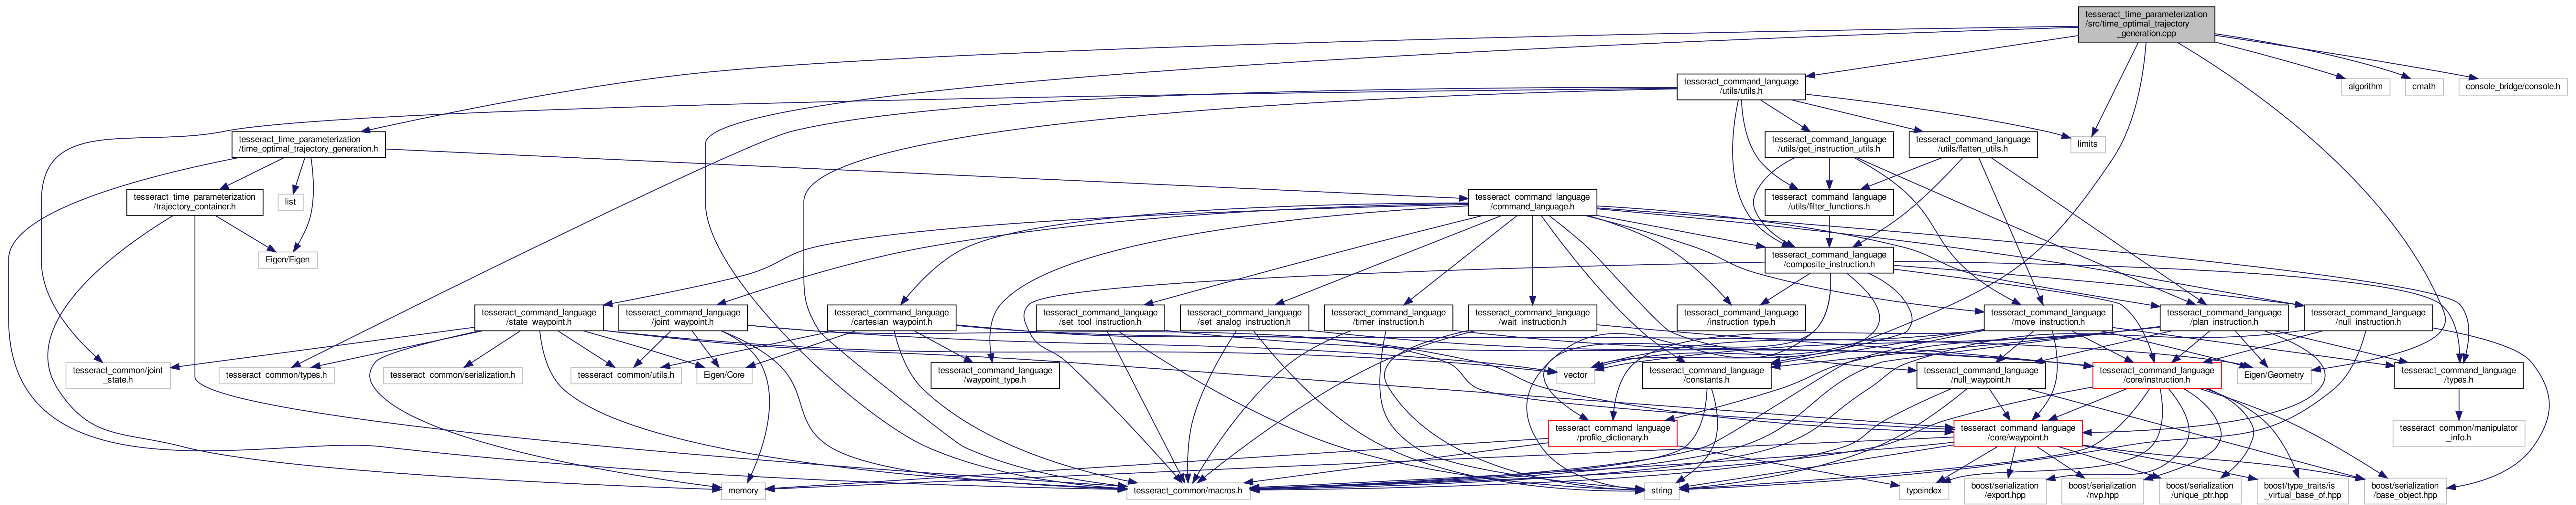 tesseract_time_parameterization
/src/time_optimal_trajectory
_generation.cpp
tesseract_command_language
/utils/utils.h
algorithm
cmath
console_bridge/console.h
tesseract_time_parameterization
/time_optimal_trajectory_generation.h
tesseract_command_language
/utils/get_instruction_utils.h
tesseract_command_language
/utils/flatten_utils.h
limits
tesseract_time_parameterization
/trajectory_container.h
list
tesseract_command_language
/command_language.h
tesseract_command_language
/utils/filter_functions.h
Eigen/Eigen
tesseract_command_language
/composite_instruction.h
tesseract_command_language
/state_waypoint.h
tesseract_command_language
/joint_waypoint.h
tesseract_command_language
/cartesian_waypoint.h
tesseract_command_language
/set_tool_instruction.h
tesseract_command_language
/set_analog_instruction.h
tesseract_command_language
/timer_instruction.h
tesseract_command_language
/wait_instruction.h
tesseract_command_language
/instruction_type.h
tesseract_command_language
/move_instruction.h
tesseract_command_language
/plan_instruction.h
tesseract_command_language
/null_instruction.h
tesseract_common/joint
_state.h
tesseract_common/types.h
tesseract_common/serialization.h
tesseract_common/utils.h
Eigen/Core
tesseract_command_language
/waypoint_type.h
vector
tesseract_command_language
/constants.h
tesseract_command_language
/null_waypoint.h
tesseract_command_language
/core/instruction.h
Eigen/Geometry
tesseract_command_language
/types.h
tesseract_command_language
/profile_dictionary.h
tesseract_command_language
/core/waypoint.h
tesseract_common/manipulator
_info.h
memory
tesseract_common/macros.h
string
typeindex
boost/serialization
/export.hpp
boost/serialization
/nvp.hpp
boost/serialization
/unique_ptr.hpp
boost/type_traits/is
_virtual_base_of.hpp
boost/serialization
/base_object.hpp